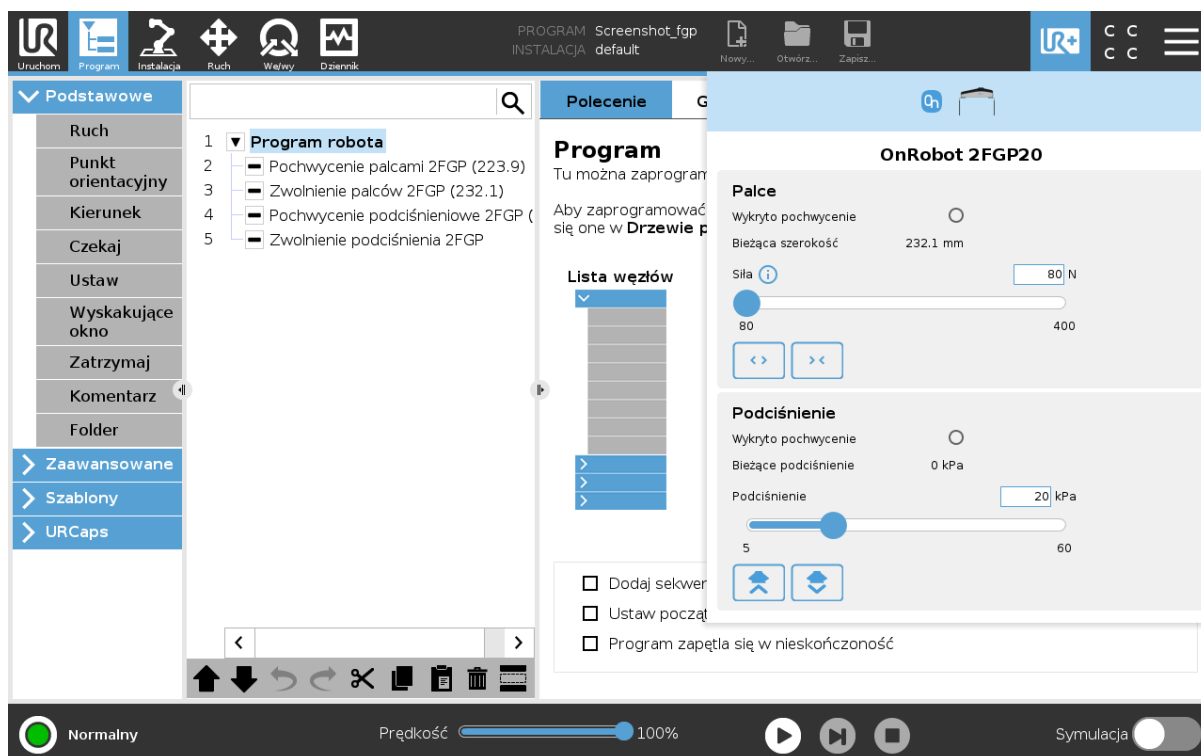 PROGRAM Screenshot_fgp
INSTALACJA default
Uruchom Program Instalacja Ruch We/wy Dziennik
Nowy... Otwórz... Zapisz...
UR+
C C
C C
Podstawowe
Ruch
Punkt
orientacyjny
Kierunek
Czekaj
Ustaw
Wyskakujące
okno
Zatrzymaj
Komentarz
Folder
Zaawansowane
Szablony
URCaps
1 Program robota
2 Pochwycenie palcami 2FGP (223.9)
3 Zwolnienie palców 2FGP (232.1)
4 Pochwycenie podciśnieniowe 2FGP (
5 Zwolnienie podciśnienia 2FGP
Polecenie G
Program
Tu można zaprogram
Aby zaprogramować
się one w Drzewie p
Lista węzłów
Dodaj sekwer
Ustaw począt
Program zapętla się w nieskończoność
OnRobot 2FGP20
Palce
Wykryto pochwycenie
Bieżąca szerokość 232.1 mm
Siła 80 N
80 400
Podciśnienie
Wykryto pochwycenie
Bieżące podciśnienie 0 kPa
Podciśnienie 20 kPa
5 60
Normalny
Prędkość 100%
Symulacja